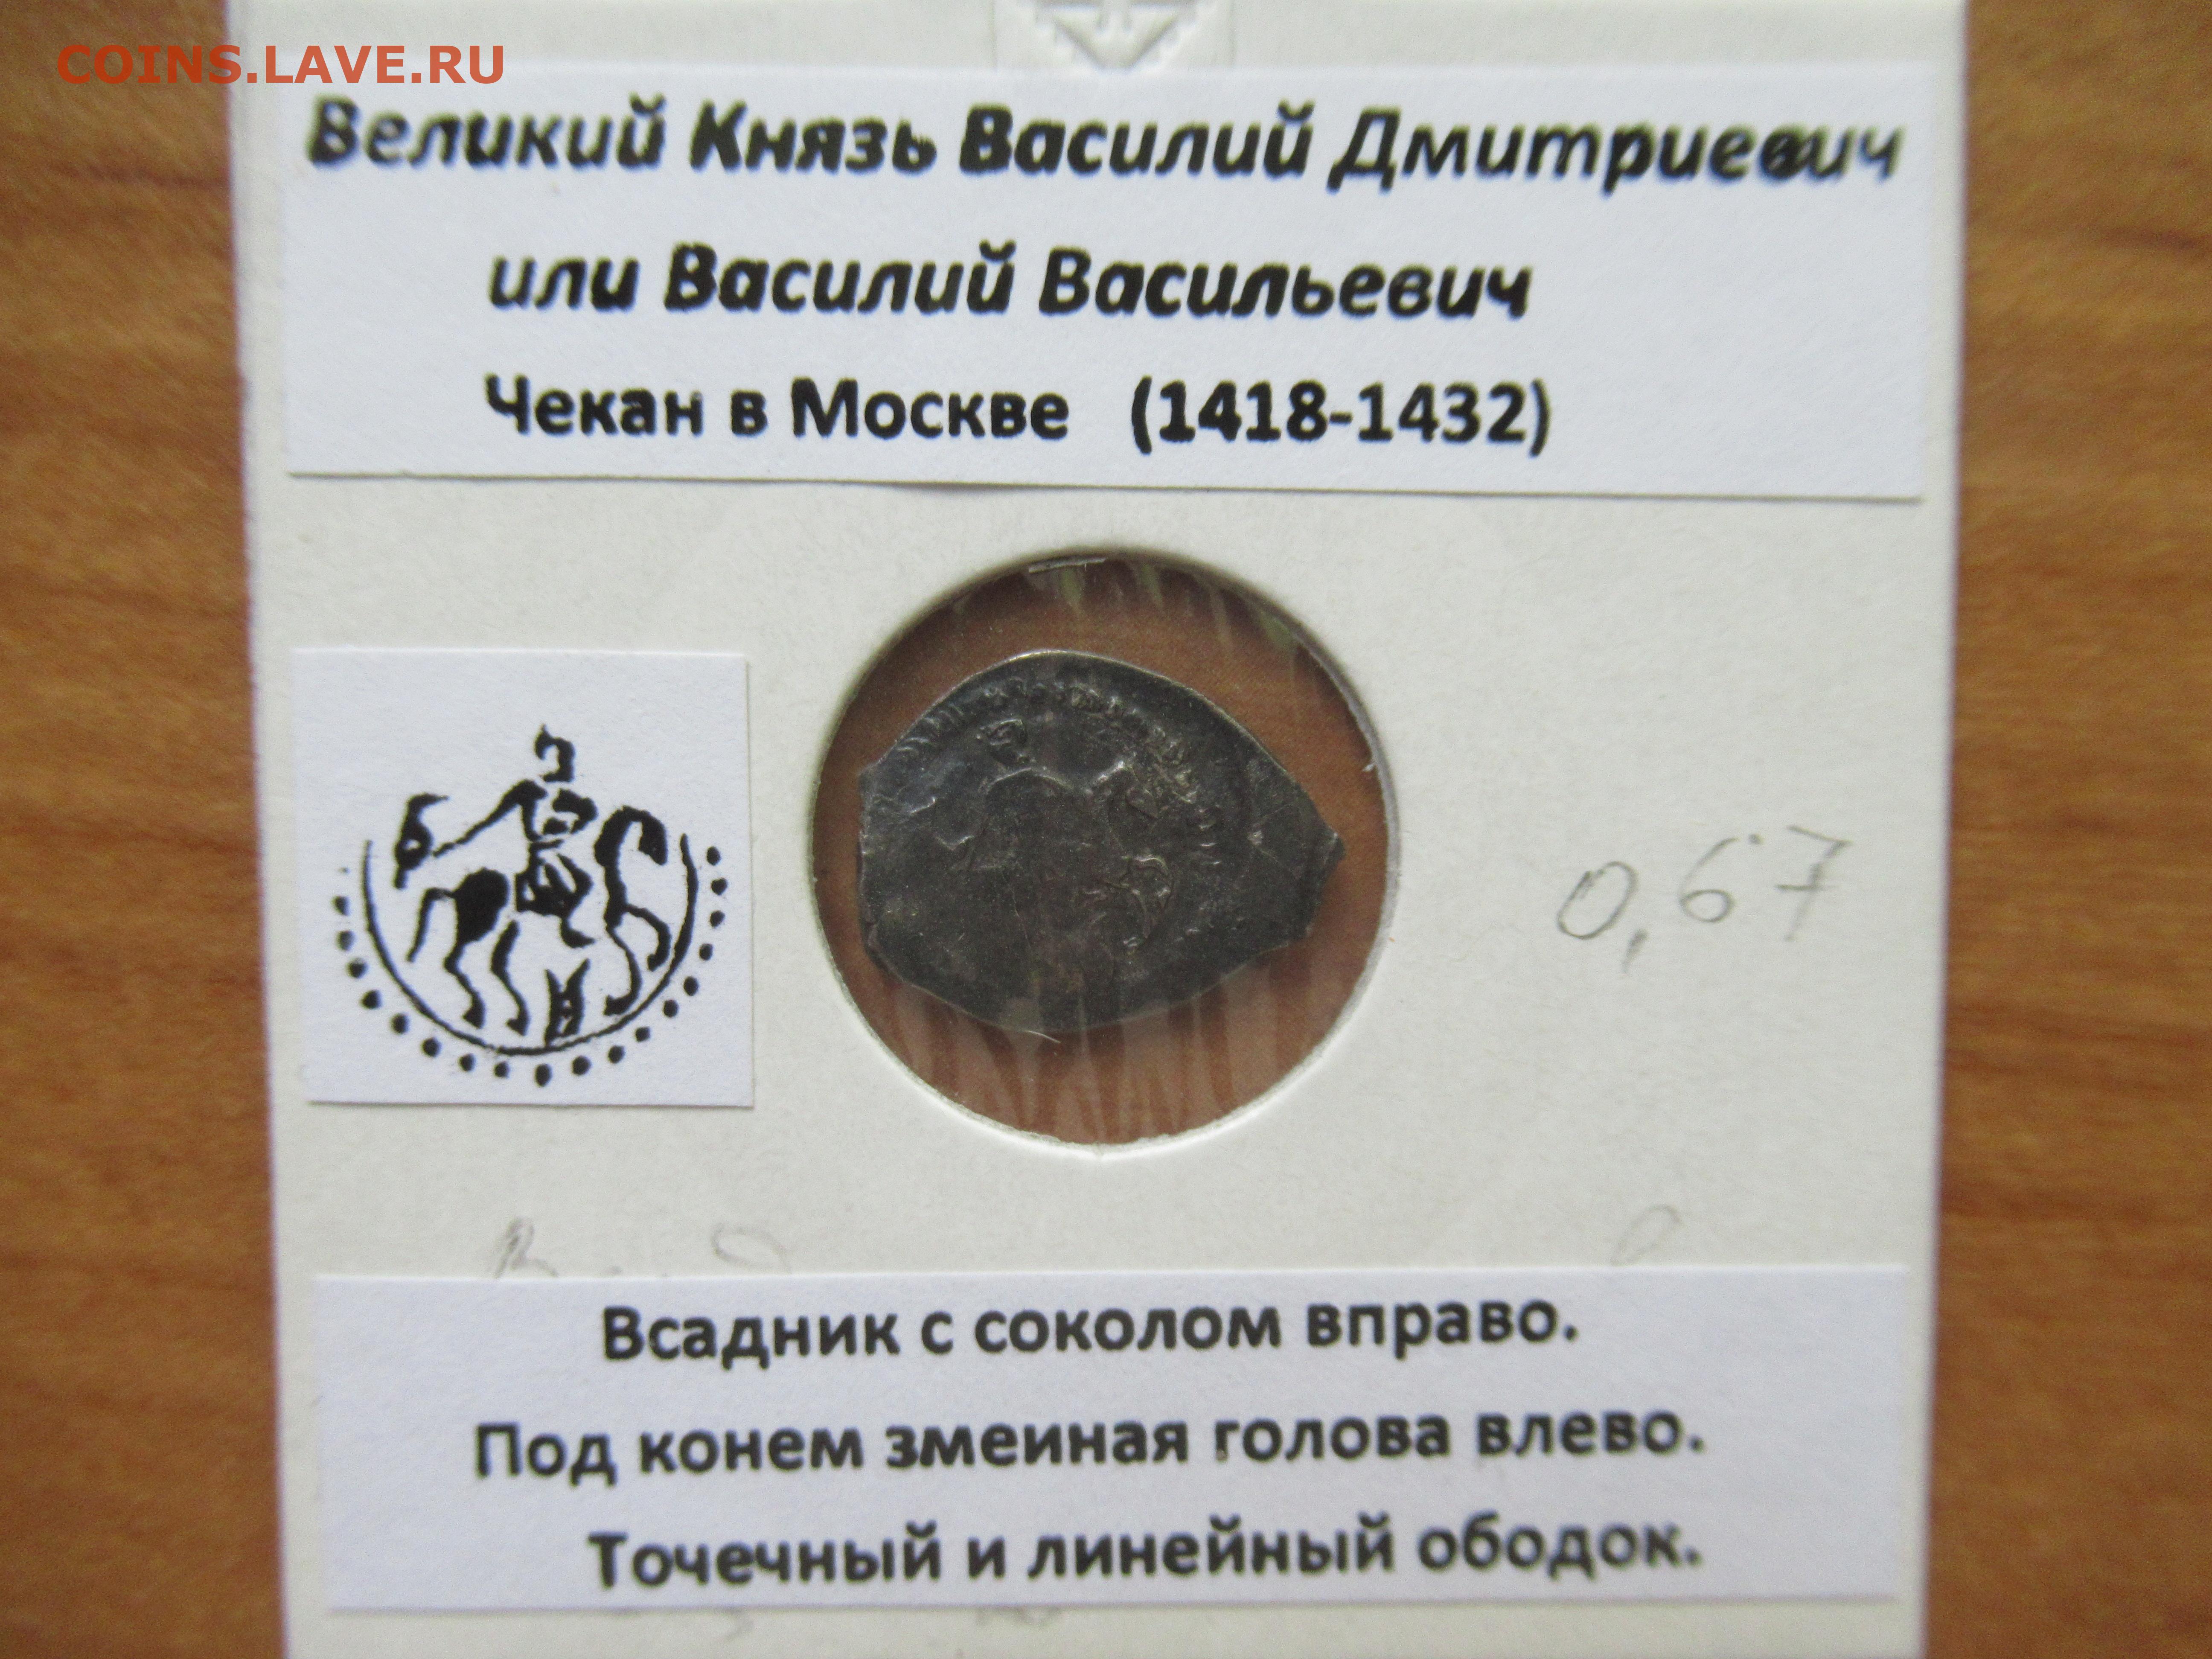 COINS.LAVE.RU
Великий Князь Василий Дмитриевич
или Василий Васильевич
Чекан в Москве (1418-1432)
0,67
Всадник с соколом вправо.
Под конем змеиная голова влево.
Точечный и линейный ободок.